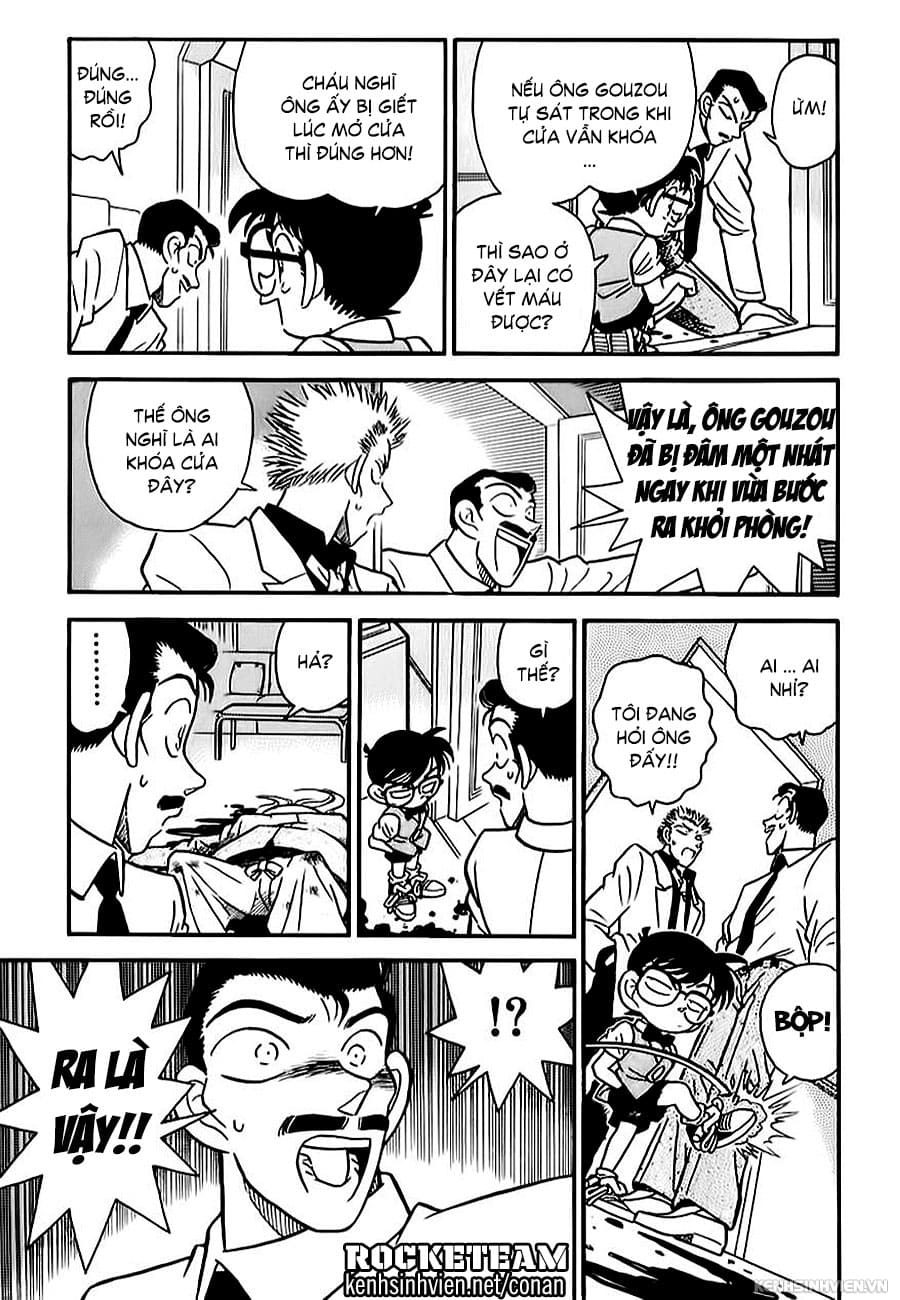 ỪM!
NẾU ÔNG GOUZOU
TỰ SÁT TRONG KHI
CỬA VẪN KHÓA
...
THÌ SAO Ở
ĐÂY LẠI CÓ
VẾT MÁU
ĐƯỢC?
CHÁU NGHĨ
ÔNG ẤY BỊ GIẾT
LÚC MỞ CỬA
THÌ ĐÚNG HƠN!
ĐÚNG...
ĐÚNG
RỒI!
VẬY LÀ, ÔNG GOUZOU
ĐÃ BỊ ĐÂM MỘT NHÁT
NGAY KHI VỪA BƯỚC
RA KHỎI PHÒNG!
THẾ ÔNG
NGHĨ LÀ AI
KHÓA CỬA
ĐÂY?
AI ... AI
NHỈ?
TÔI ĐANG
HỎI ÔNG
ĐẤY!!
BỘP!
GÌ
THẾ?
HẢ?
.......
!?
RA LÀ
VẬY!!
ROCKETEAM
kenhsinhvien.net/conan
KENHSINHVIEN.VN